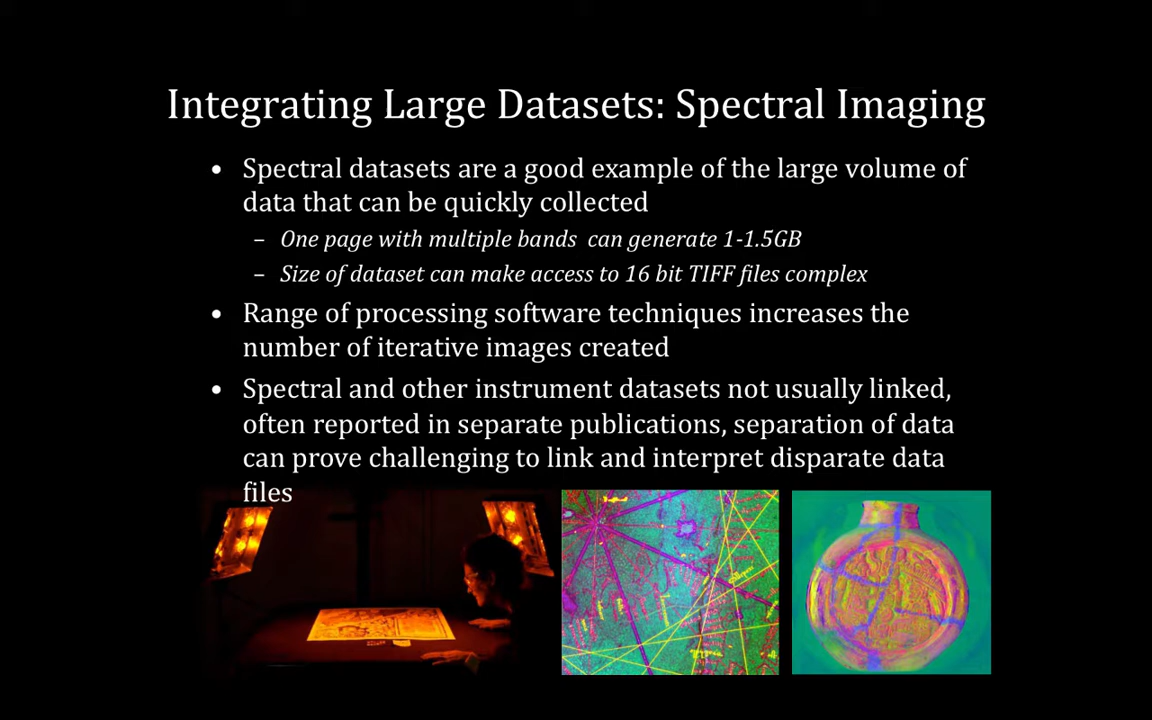 Integrating Large Datasets: Spectral Imaging
• Spectral datasets are a good example of the large volume of
data that can be quickly collected
– One page with multiple bands  can generate 1-1.5GB
– Size of dataset can make access to 16 bit TIFF files complex
• Range of processing software techniques increases the
number of iterative images created
• Spectral and other instrument datasets not usually linked,
often reported in separate publications, separation of data
can prove challenging to link and interpret disparate data
files